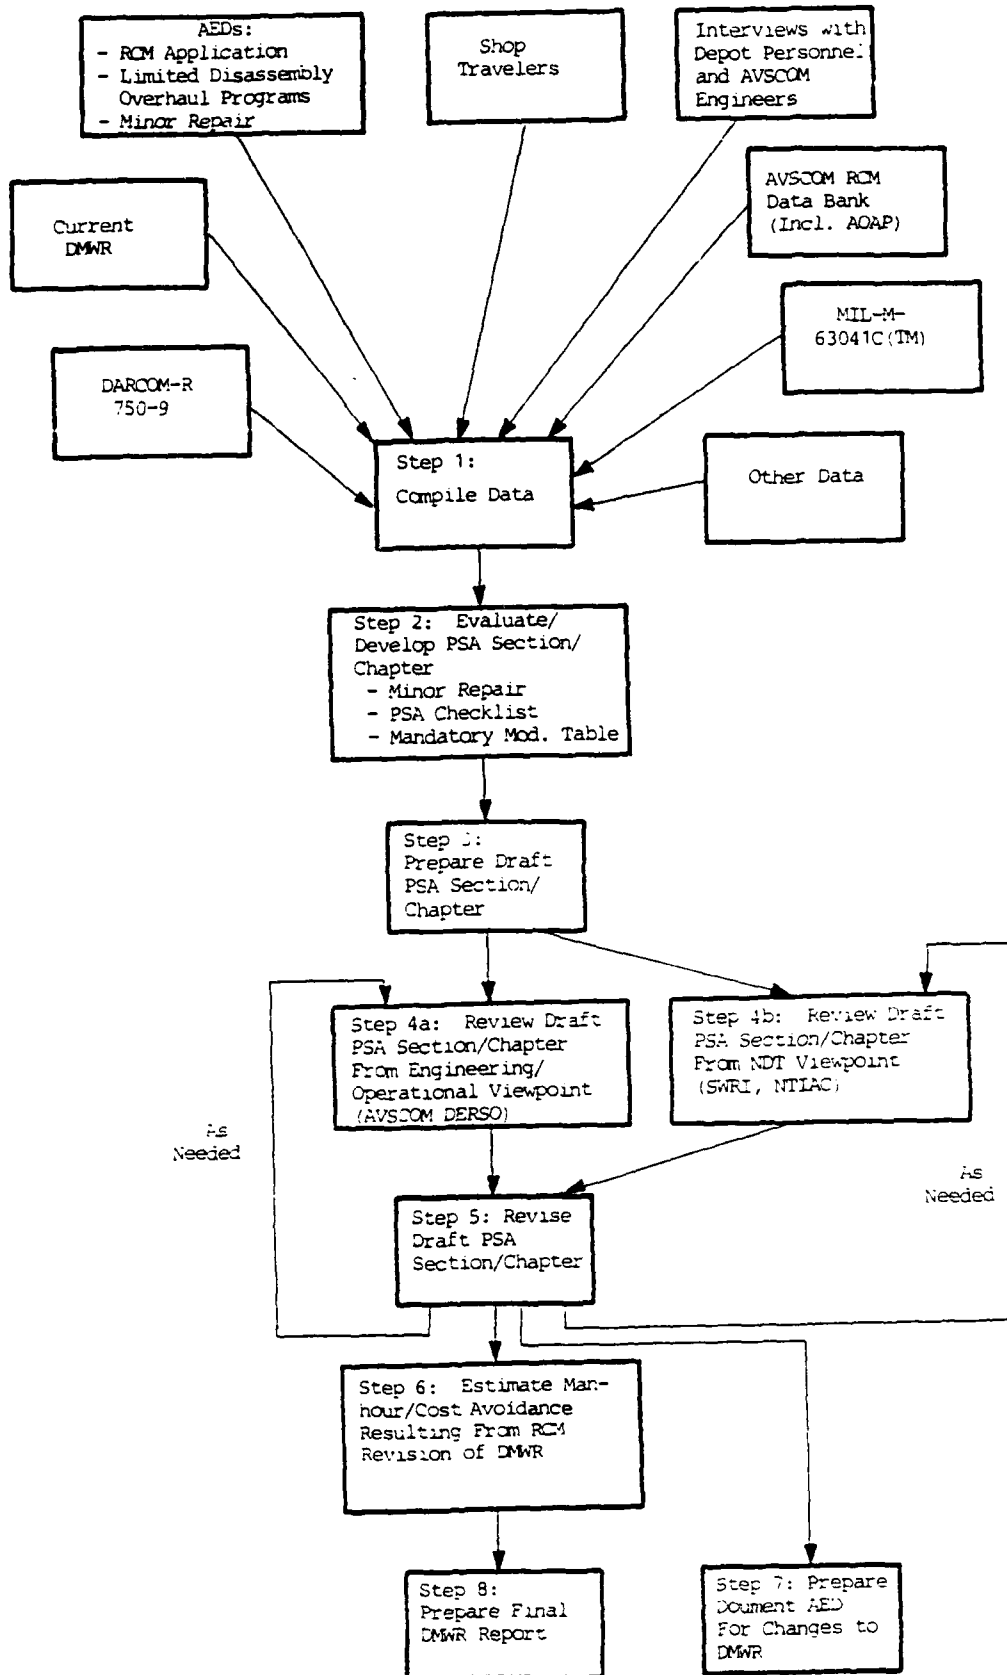 AEDs:
- RCM Application
- Limited Disassembly
Overhaul Programs
- Minor Repair
Shop
Travelers
Interviews with
Depot Personnel
and AVSCOM
Engineers
Current
DMWR
AVSCOM RCM
Data Bank
(Incl. AOAP)
MIL-M-
63041C(TM)
DARCOM-R
750-9
Step 1:
Compile Data
Other Data
Step 2: Evaluate/
Develop PSA Section/
Chapter
- Minor Repair
- PSA Checklist
- Mandatory Mod. Table
Step 3:
Prepare Draft
PSA Section/
Chapter
Step 4a: Review Draft
PSA Section/Chapter
From Engineering/
Operational Viewpoint
(AVSCOM DERSO)
Step 4b: Review Draft
PSA Section/Chapter
From NDT Viewpoint
(SWRI, NTIAC)
As
Needed
As
Needed
Step 5: Revise
Draft PSA
Section/Chapter
Step 6: Estimate Man-
hour/Cost Avoidance
Resulting From RCM
Revision of DMWR
Step 8:
Prepare Final
DMWR Report
Step 7: Prepare
Doument AED
For Changes to
DMWR